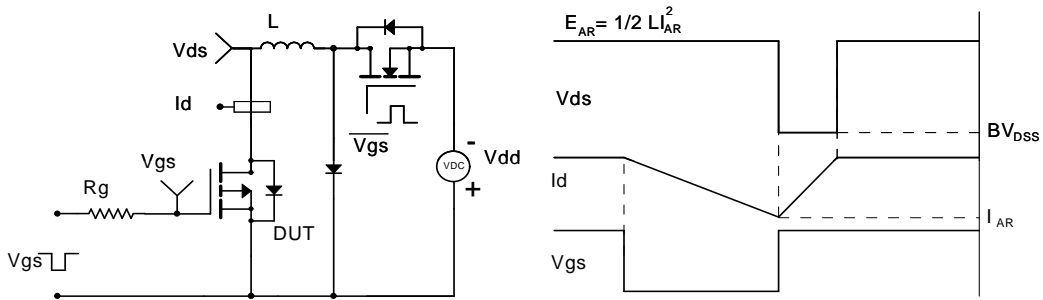 L
Vds
Id
Vgs
Rg
DUT
Vgs
Vgs
VDC
-
+
Vdd
E_AR= 1/2 LI_AR^2
Vds
BV_DSS
Id
I_AR
Vgs